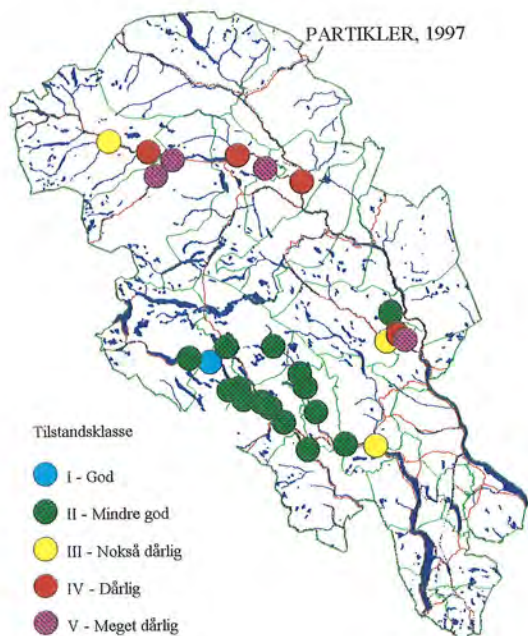 PARTIKLER, 1997
Tilstandsklasse
I - God
II - Mindre god
III - Nokså dårlig
IV - Dårlig
V - Meget dårlig